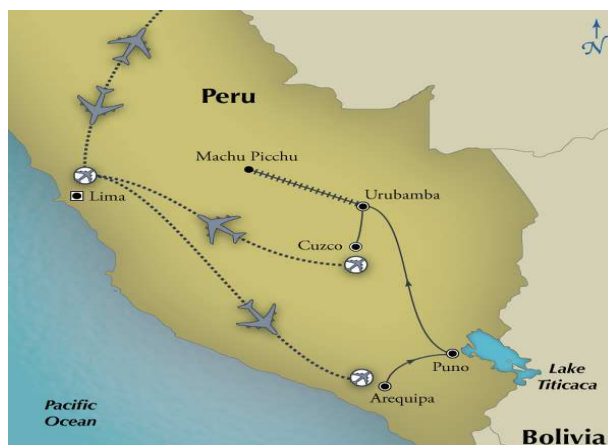 N
Peru
Machu Picchu
Urubamba
Lima
Cuzco
Puno
Lake
Titicaca
Arequipa
Pacific
Ocean
Bolivia